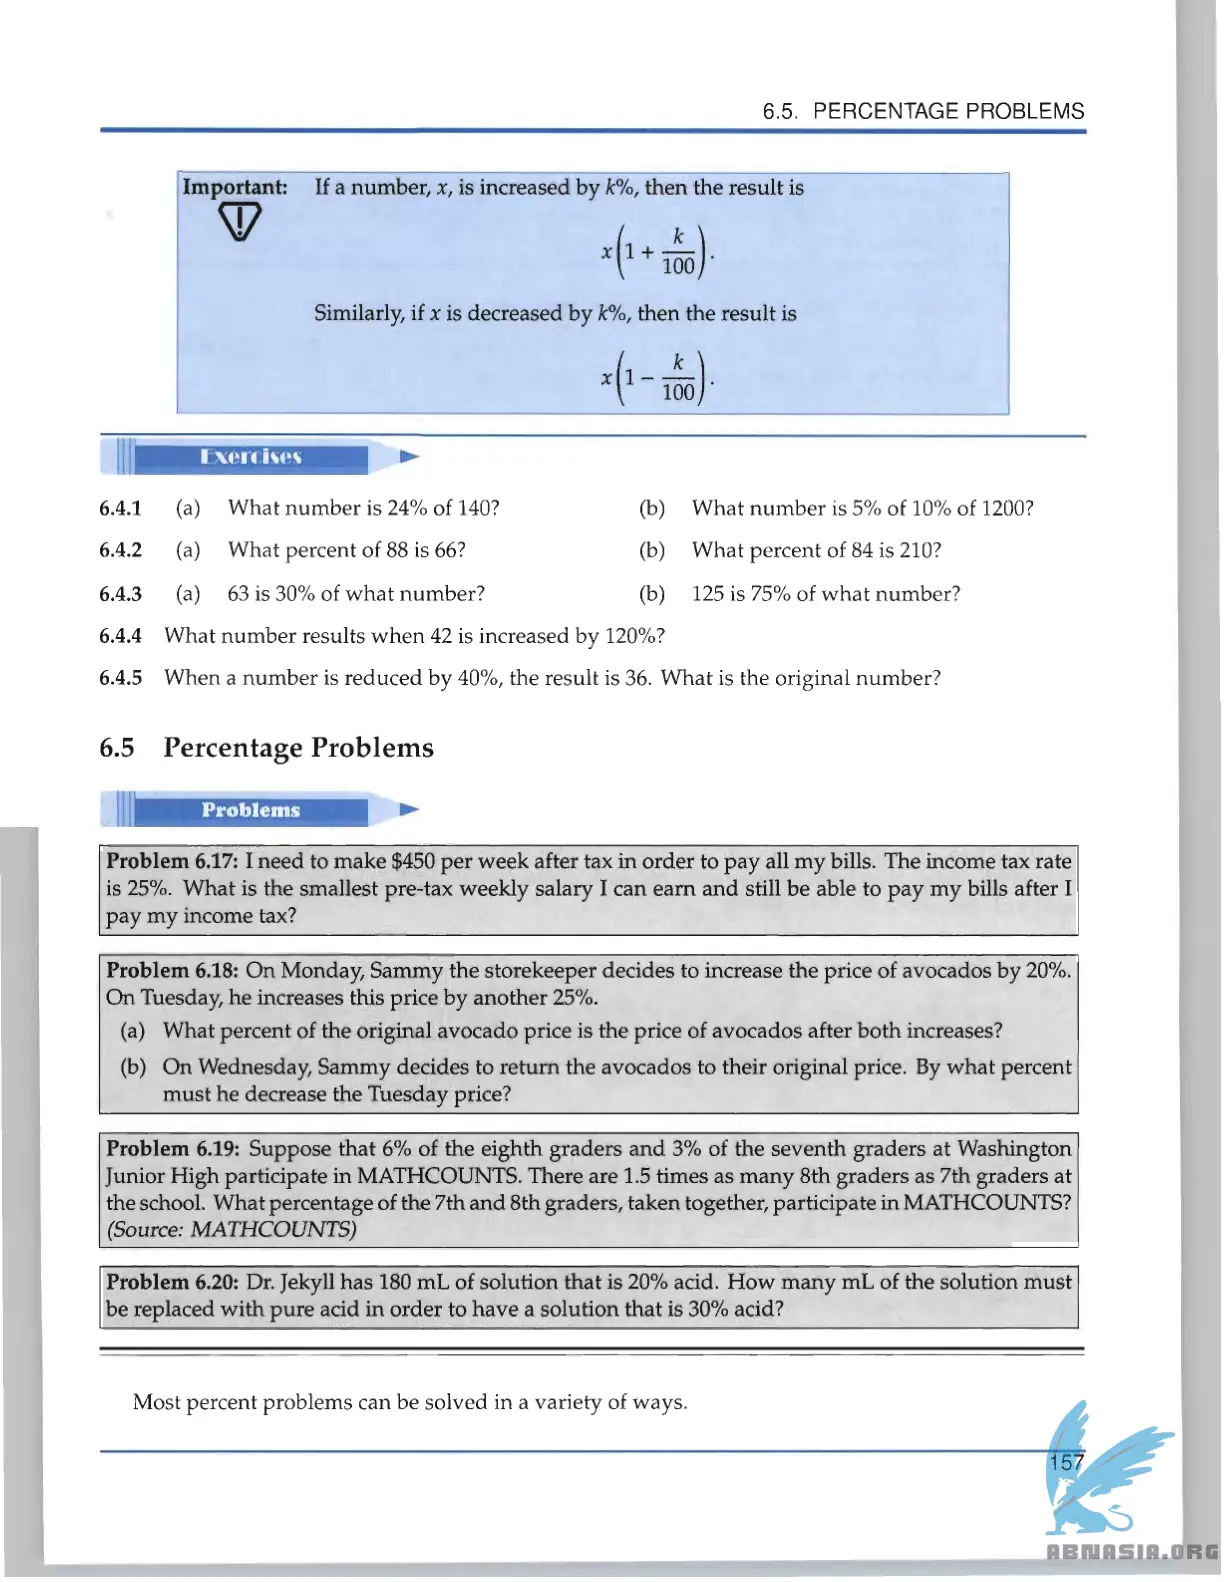 6.5. PERCENTAGE PROBLEMS
Important: If a number, x, is increased by k%, then the result is
x(1 + k/100).
Similarly, if x is decreased by k%, then the result is
x(1 − k/100).
Exercises
6.4.1 (a) What number is 24% of 140? (b) What number is 5% of 10% of 1200?
6.4.2 (a) What percent of 88 is 66? (b) What percent of 84 is 210?
6.4.3 (a) 63 is 30% of what number? (b) 125 is 75% of what number?
6.4.4 What number results when 42 is increased by 120%?
6.4.5 When a number is reduced by 40%, the result is 36. What is the original number?
6.5 Percentage Problems
Problems
Problem 6.17: I need to make $450 per week after tax in order to pay all my bills. The income tax rate
is 25%. What is the smallest pre-tax weekly salary I can earn and still be able to pay my bills after I
pay my income tax?
Problem 6.18: On Monday, Sammy the storekeeper decides to increase the price of avocados by 20%.
On Tuesday, he increases this price by another 25%.
(a) What percent of the original avocado price is the price of avocados after both increases?
(b) On Wednesday, Sammy decides to return the avocados to their original price. By what percent
must he decrease the Tuesday price?
Problem 6.19: Suppose that 6% of the eighth graders and 3% of the seventh graders at Washington
Junior High participate in MATHCOUNTS. There are 1.5 times as many 8th graders as 7th graders at
the school. What percentage of the 7th and 8th graders, taken together, participate in MATHCOUNTS?
(Source: MATHCOUNTS)
Problem 6.20: Dr. Jekyll has 180 mL of solution that is 20% acid. How many mL of the solution must
be replaced with pure acid in order to have a solution that is 30% acid?
Most percent problems can be solved in a variety of ways.
157
ABNASIA.ORG